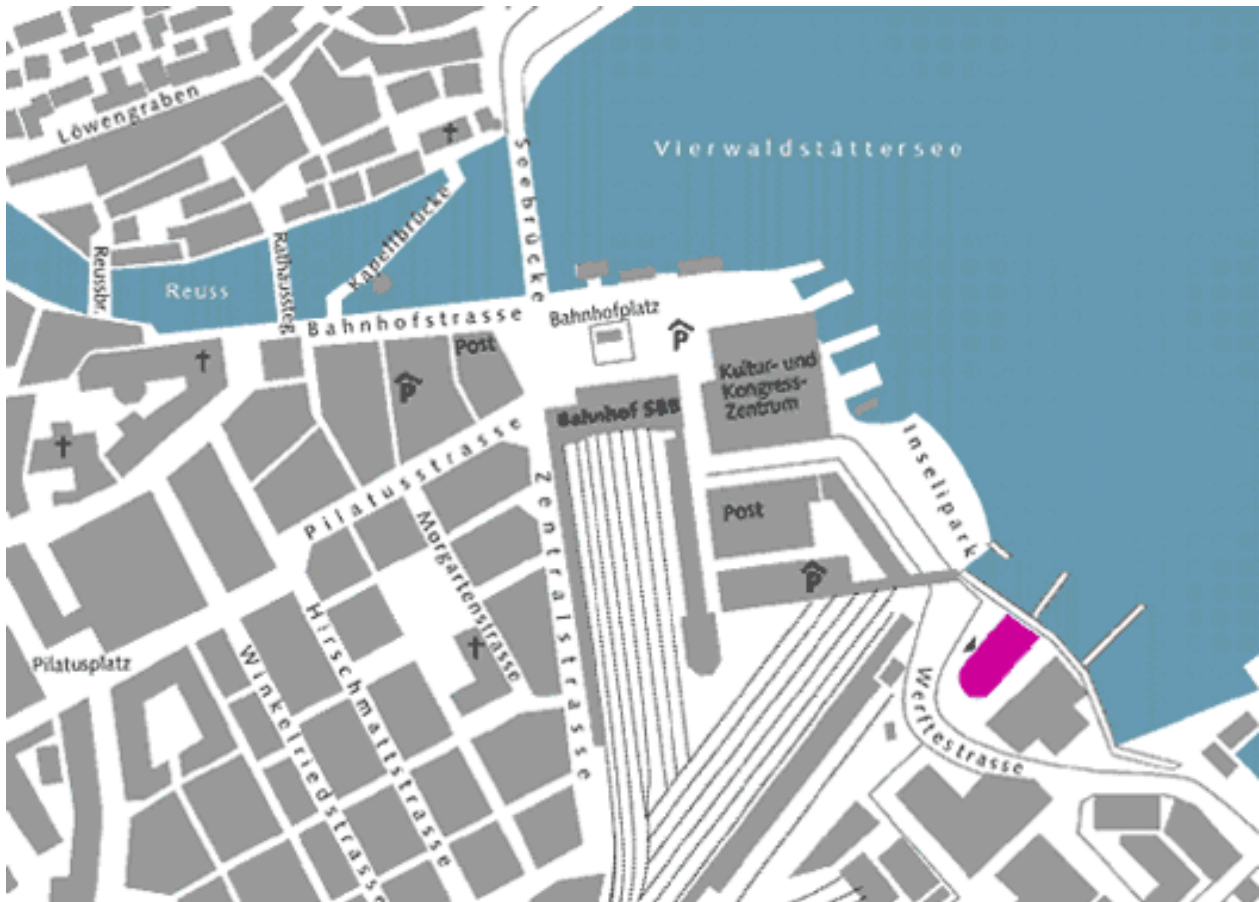 Löwengraben
Vierwaldstättersee
Seebrücke
Kapellbrücke
Reussbr.
Rathaussteg
Reuss
Bahnhofstrasse
Bahnhofplatz
P
Post
P
Kultur- und
Kongress-
Zentrum
Bahnhof SBB
Inselipark
Pilatusstrasse
Zentralstrasse
Morgartenstrasse
Post
P
Hirschmattstrasse
Winkelriedstrasse
Pilatusplatz
Werftestrasse